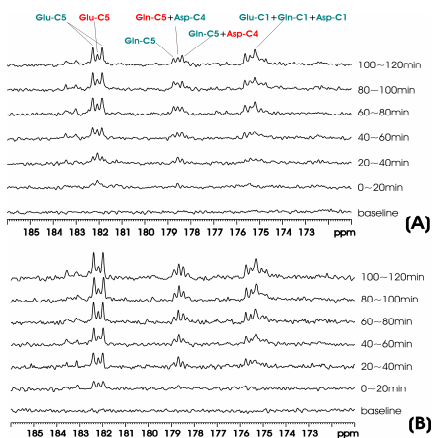 Glu-C5 Glu-C5 Gln-C5+Asp-C4 Glu-C1+Gln-C1+Asp-C1
Gln-C5 Gln-C5+Asp-C4
100~120min
80~100min
60~80min
40~60min
20~40min
0~20min
baseline
185 184 183 182 181 180 179 178 177 176 175 174 173 ppm
(A)
100~120min
80~100min
60~80min
40~60min
20~40min
0~20min
baseline
185 184 183 182 181 180 179 178 177 176 175 174 173 ppm
(B)